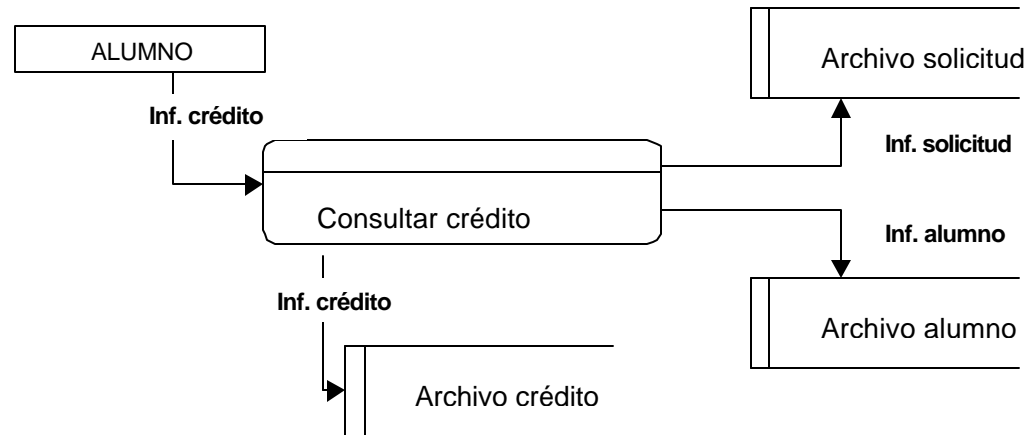 ALUMNO
Archivo solicitud
Inf. crédito
Inf. solicitud
Consultar crédito
Inf. alumno
Inf. crédito
Archivo alumno
Archivo crédito